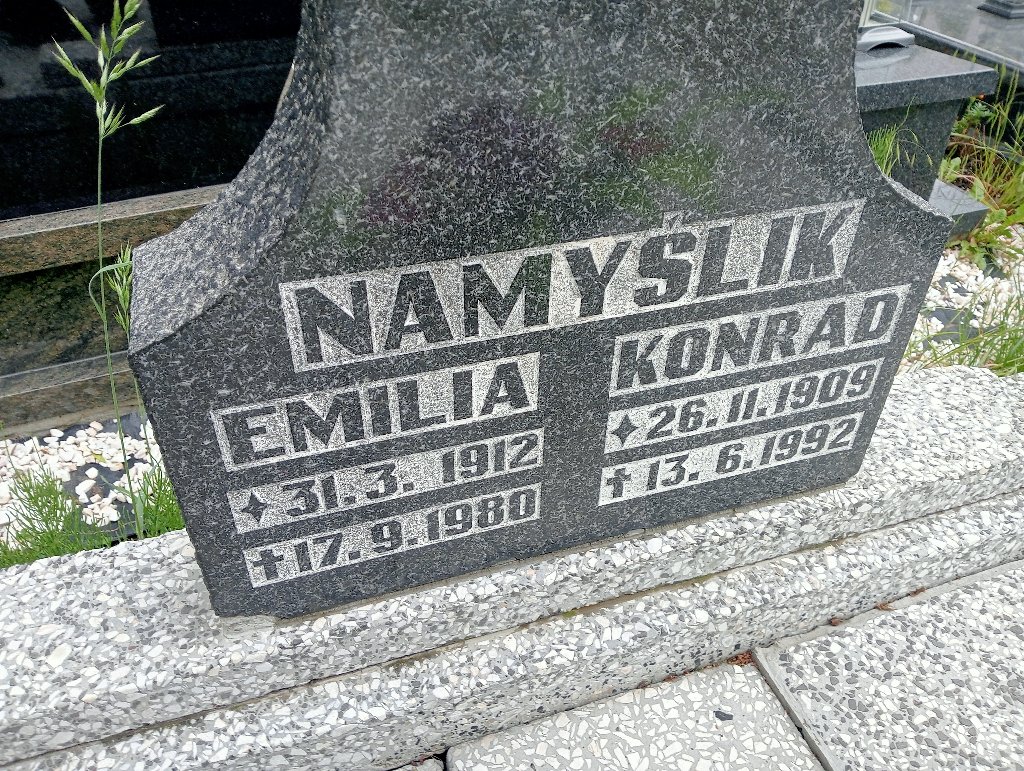 NAMYŚLIK
EMILIA
✦ 31. 3. 1912
✝ 17. 9. 1980
KONRAD
✦ 26. 11. 1909
✝ 13. 6. 1992